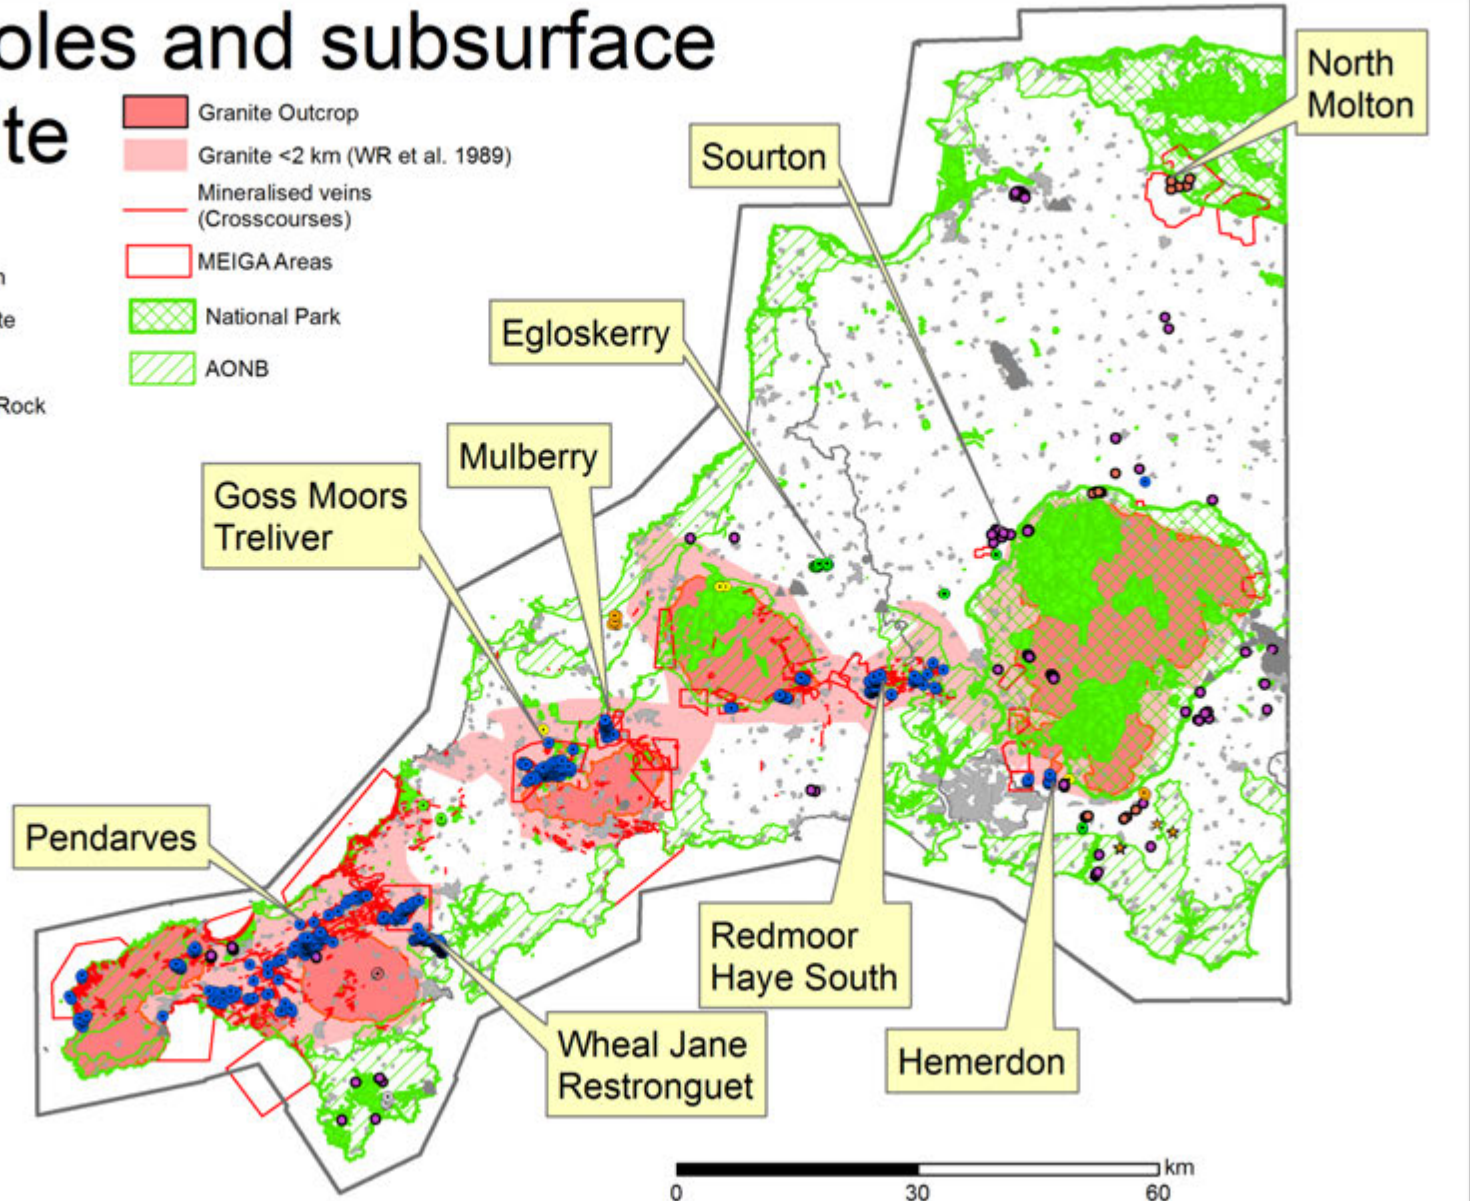 oles and subsurface
te
Granite Outcrop
Granite <2 km (WR et al. 1989)
Mineralised veins
(Crosscourses)
MEIGA Areas
National Park
AONB
n
te
Rock
North
Molton
Sourton
Egloskerry
Mulberry
Goss Moors
Treliver
Pendarves
Redmoor
Haye South
Wheal Jane
Restronguet
Hemerdon
km
0 30 60